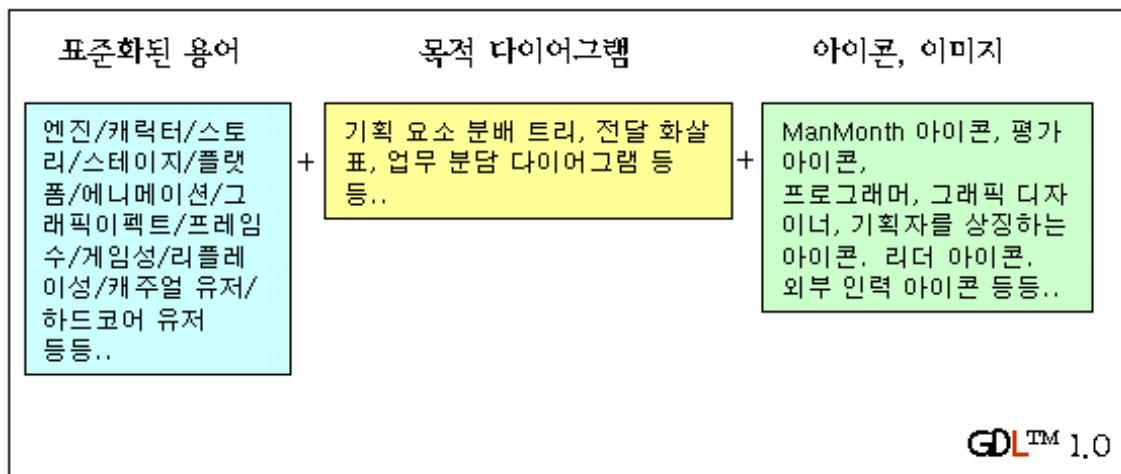 표준화된 용어
목적 다이어그램
아이콘, 이미지
엔진/캐릭터/스토
리/스테이지/플랫
폼/에니메이션/그
래픽이펙트/프레임
수/게임성/리플레
이성/캐주얼 유저/
하드코어 유저
등등..
+
기획 요소 분배 트리, 전달 화살
표, 업무 분담 다이어그램 등
등..
+
ManMonth 아이콘, 평가
아이콘,
프로그래머, 그래픽 디자
이너, 기획자를 상징하는
아이콘. 리더 아이콘.
외부 인력 아이콘 등등..
GDL™ 1.0